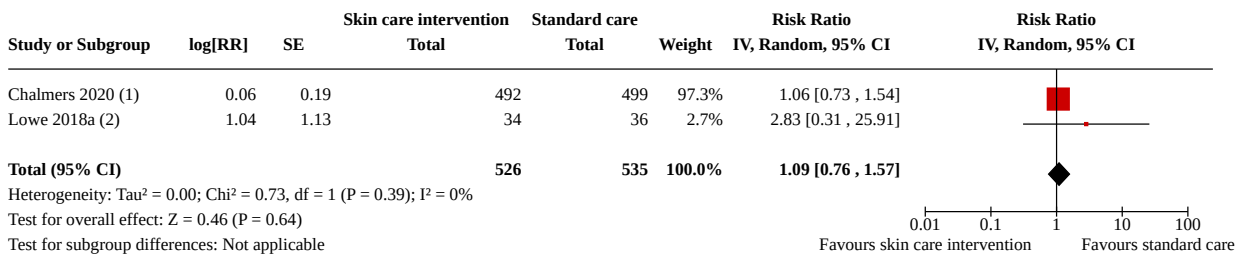 Skin care intervention Standard care Risk Ratio Risk Ratio
Study or Subgroup log[RR] SE Total Total Weight IV, Random, 95% CI IV, Random, 95% CI
Chalmers 2020 (1) 0.06 0.19 492 499 97.3% 1.06 [0.73 , 1.54]
Lowe 2018a (2) 1.04 1.13 34 36 2.7% 2.83 [0.31 , 25.91]
Total (95% CI) 526 535 100.0% 1.09 [0.76 , 1.57]
Heterogeneity: Tau² = 0.00; Chi² = 0.73, df = 1 (P = 0.39); I² = 0%
Test for overall effect: Z = 0.46 (P = 0.64) 0.01 0.1 1 10 100
Test for subgroup differences: Not applicable Favours skin care intervention Favours standard care